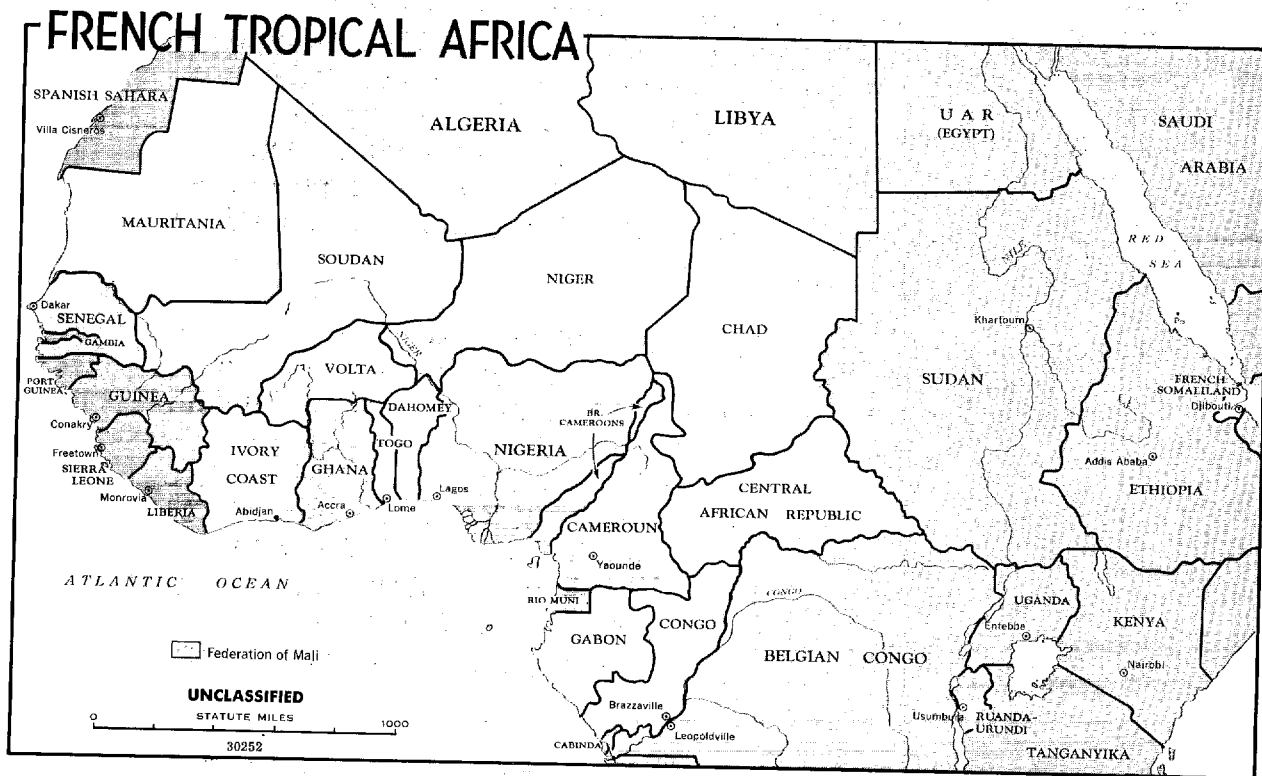 FRENCH TROPICAL AFRICA
SPANISH SAHARA
Villa Cisneros
ALGERIA
LIBYA
U A R
(EGYPT)
SAUDI
ARABIA
MAURITANIA
SOUDAN
NIGER
CHAD
RED
SEA
NILE
Dakar
SENEGAL
GAMBIA
PORT.
GUINEA
GUINEA
VOLTA
NIGER
DAHOMEY
Khartoum
SUDAN
FRENCH
SOMALILAND
Djibouti
Conakry
Freetown
SIERRA
LEONE
Monrovia
LIBERIA
IVORY
COAST
Abidjan
GHANA
Accra
TOGO
Lome
Lagos
NIGERIA
BR.
CAMEROONS
CENTRAL
AFRICAN REPUBLIC
Addis Ababa
ETHIOPIA
CAMEROUN
Yaounde
ATLANTIC OCEAN
RIO MUNI
GABON
CONGO
CONGO
BELGIAN CONGO
UGANDA
Entebbe
KENYA
Nairobi
Federation of Mali
UNCLASSIFIED
STATUTE MILES
0 1000
30252
Brazzaville
Leopoldville
CABINDA
Usumbura
RUANDA-
URUNDI
TANGANYIKA